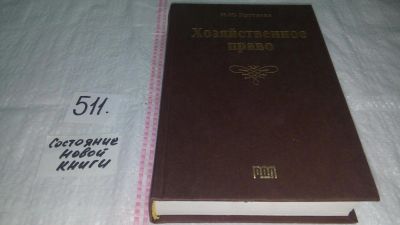 511.
Состояние
новой
книги
Хозяйственное
право